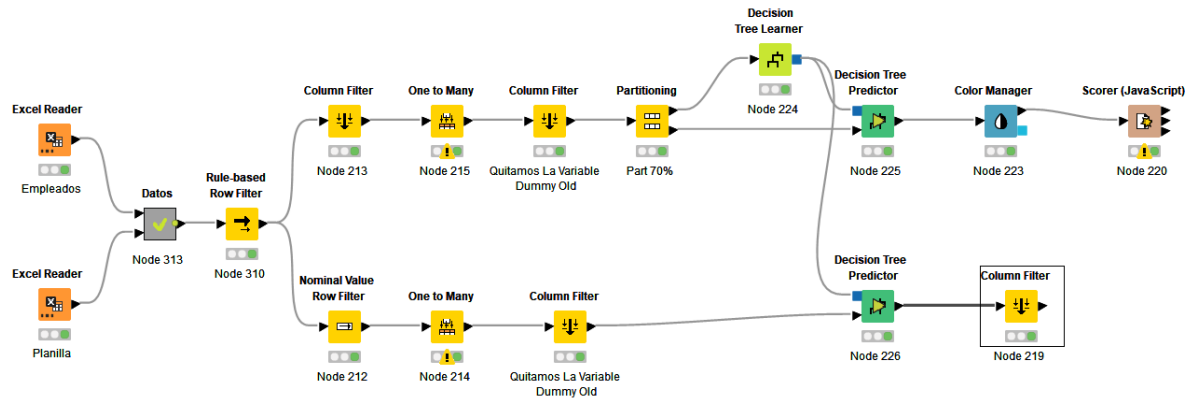 Decision
Tree Learner
Node 224
Excel Reader
Empleados
Column Filter
Node 213
One to Many
Node 215
Column Filter
Quitamos La Variable
Dummy Old
Partitioning
Part 70%
Decision Tree
Predictor
Node 225
Color Manager
Node 223
Scorer (JavaScript)
Node 220
Datos
Node 313
Rule-based
Row Filter
Node 310
Excel Reader
Planilla
Nominal Value
Row Filter
Node 212
One to Many
Node 214
Column Filter
Quitamos La Variable
Dummy Old
Decision Tree
Predictor
Node 226
Column Filter
Node 219